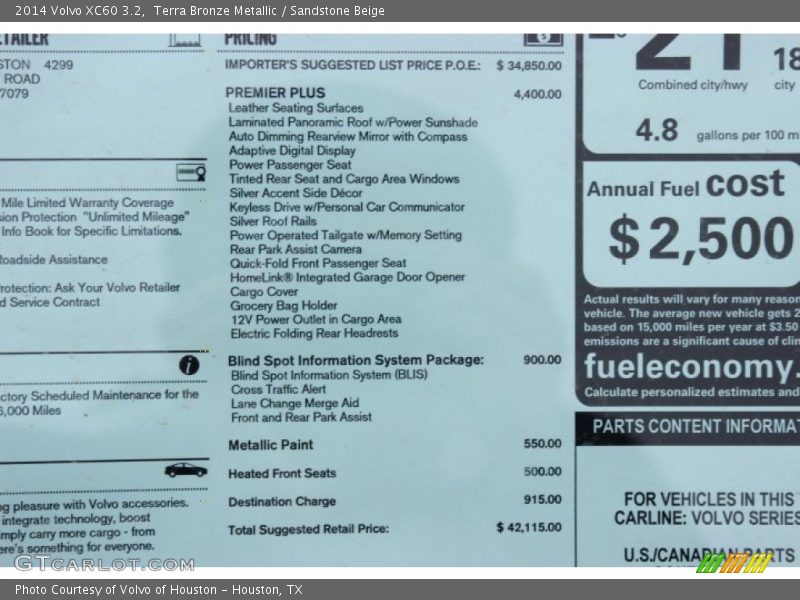 2014 Volvo XC60 3.2, Terra Bronze Metallic / Sandstone Beige
RETAILER
STON 4299
ROAD
7079
Mile Limited Warranty Coverage
sion Protection "Unlimited Mileage"
Info Book for Specific Limitations.
Roadside Assistance
Protection: Ask Your Volvo Retailer
d Service Contract
i
actory Scheduled Maintenance for the
6,000 Miles
ng pleasure with Volvo accessories.
integrate technology, boost
mply carry more cargo - from
ere's something for everyone.
PRICING
$
IMPORTER'S SUGGESTED LIST PRICE P.O.E.: $ 34,850.00
PREMIER PLUS 4,400.00
Leather Seating Surfaces
Laminated Panoramic Roof w/Power Sunshade
Auto Dimming Rearview Mirror with Compass
Adaptive Digital Display
Power Passenger Seat
Tinted Rear Seat and Cargo Area Windows
Silver Accent Side Décor
Keyless Drive w/Personal Car Communicator
Silver Roof Rails
Power Operated Tailgate w/Memory Setting
Rear Park Assist Camera
Quick-Fold Front Passenger Seat
HomeLink® Integrated Garage Door Opener
Cargo Cover
Grocery Bag Holder
12V Power Outlet in Cargo Area
Electric Folding Rear Headrests
Blind Spot Information System Package: 900.00
Blind Spot Information System (BLIS)
Cross Traffic Alert
Lane Change Merge Aid
Front and Rear Park Assist
Metallic Paint 550.00
Heated Front Seats 500.00
Destination Charge 915.00
Total Suggested Retail Price: $ 42,115.00
21 18
Combined city/hwy city
4.8 gallons per 100 m
Annual Fuel cost
$2,500
Actual results will vary for many reason
vehicle. The average new vehicle gets 2
based on 15,000 miles per year at $3.50
emissions are a significant cause of clim
fueleconomy.
Calculate personalized estimates and
PARTS CONTENT INFORMAT
FOR VEHICLES IN THIS
CARLINE: VOLVO SERIES
U.S./CANADIAN PARTS
GTCarLot.com
Photo Courtesy of Volvo of Houston - Houston, TX